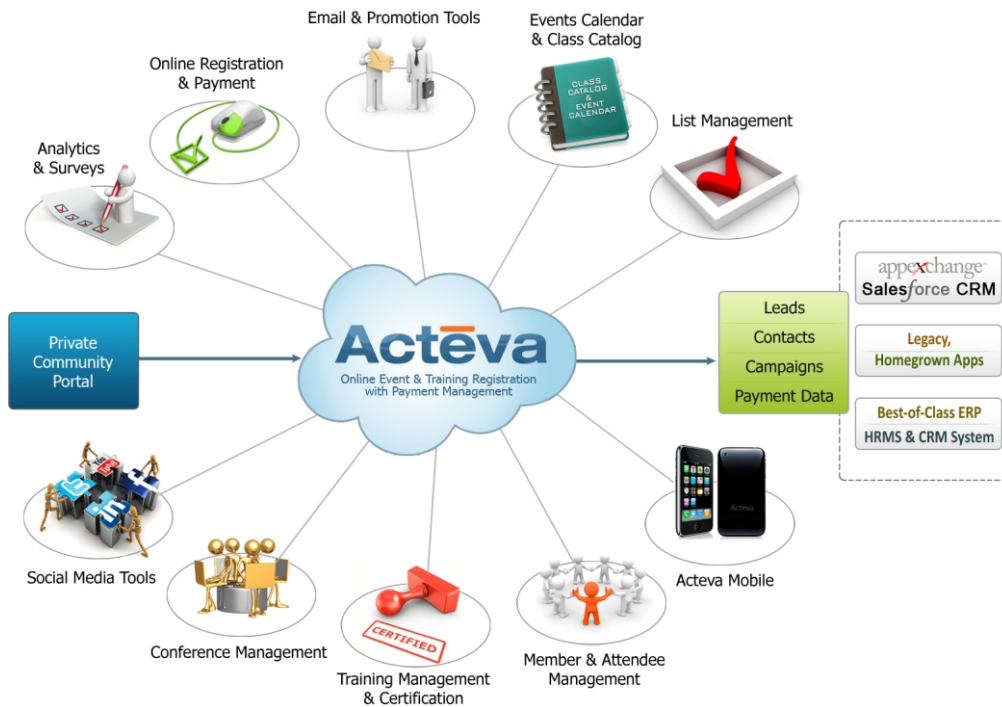 Email & Promotion Tools
Events Calendar
& Class Catalog
Online Registration
& Payment
CLASS
CATALOG
&
EVENT
CALENDAR
List Management
Analytics
& Surveys
appexchange™
Salesforce CRM
Private
Community
Portal
Actēva
Online Event & Training Registration
with Payment Management
Leads
Contacts
Campaigns
Payment Data
Legacy,
Homegrown Apps
Best-of-Class ERP
HRMS & CRM System
Social Media Tools
in
f
Acteva
Acteva Mobile
Conference Management
CERTIFIED
Training Management
& Certification
Member & Attendee
Management